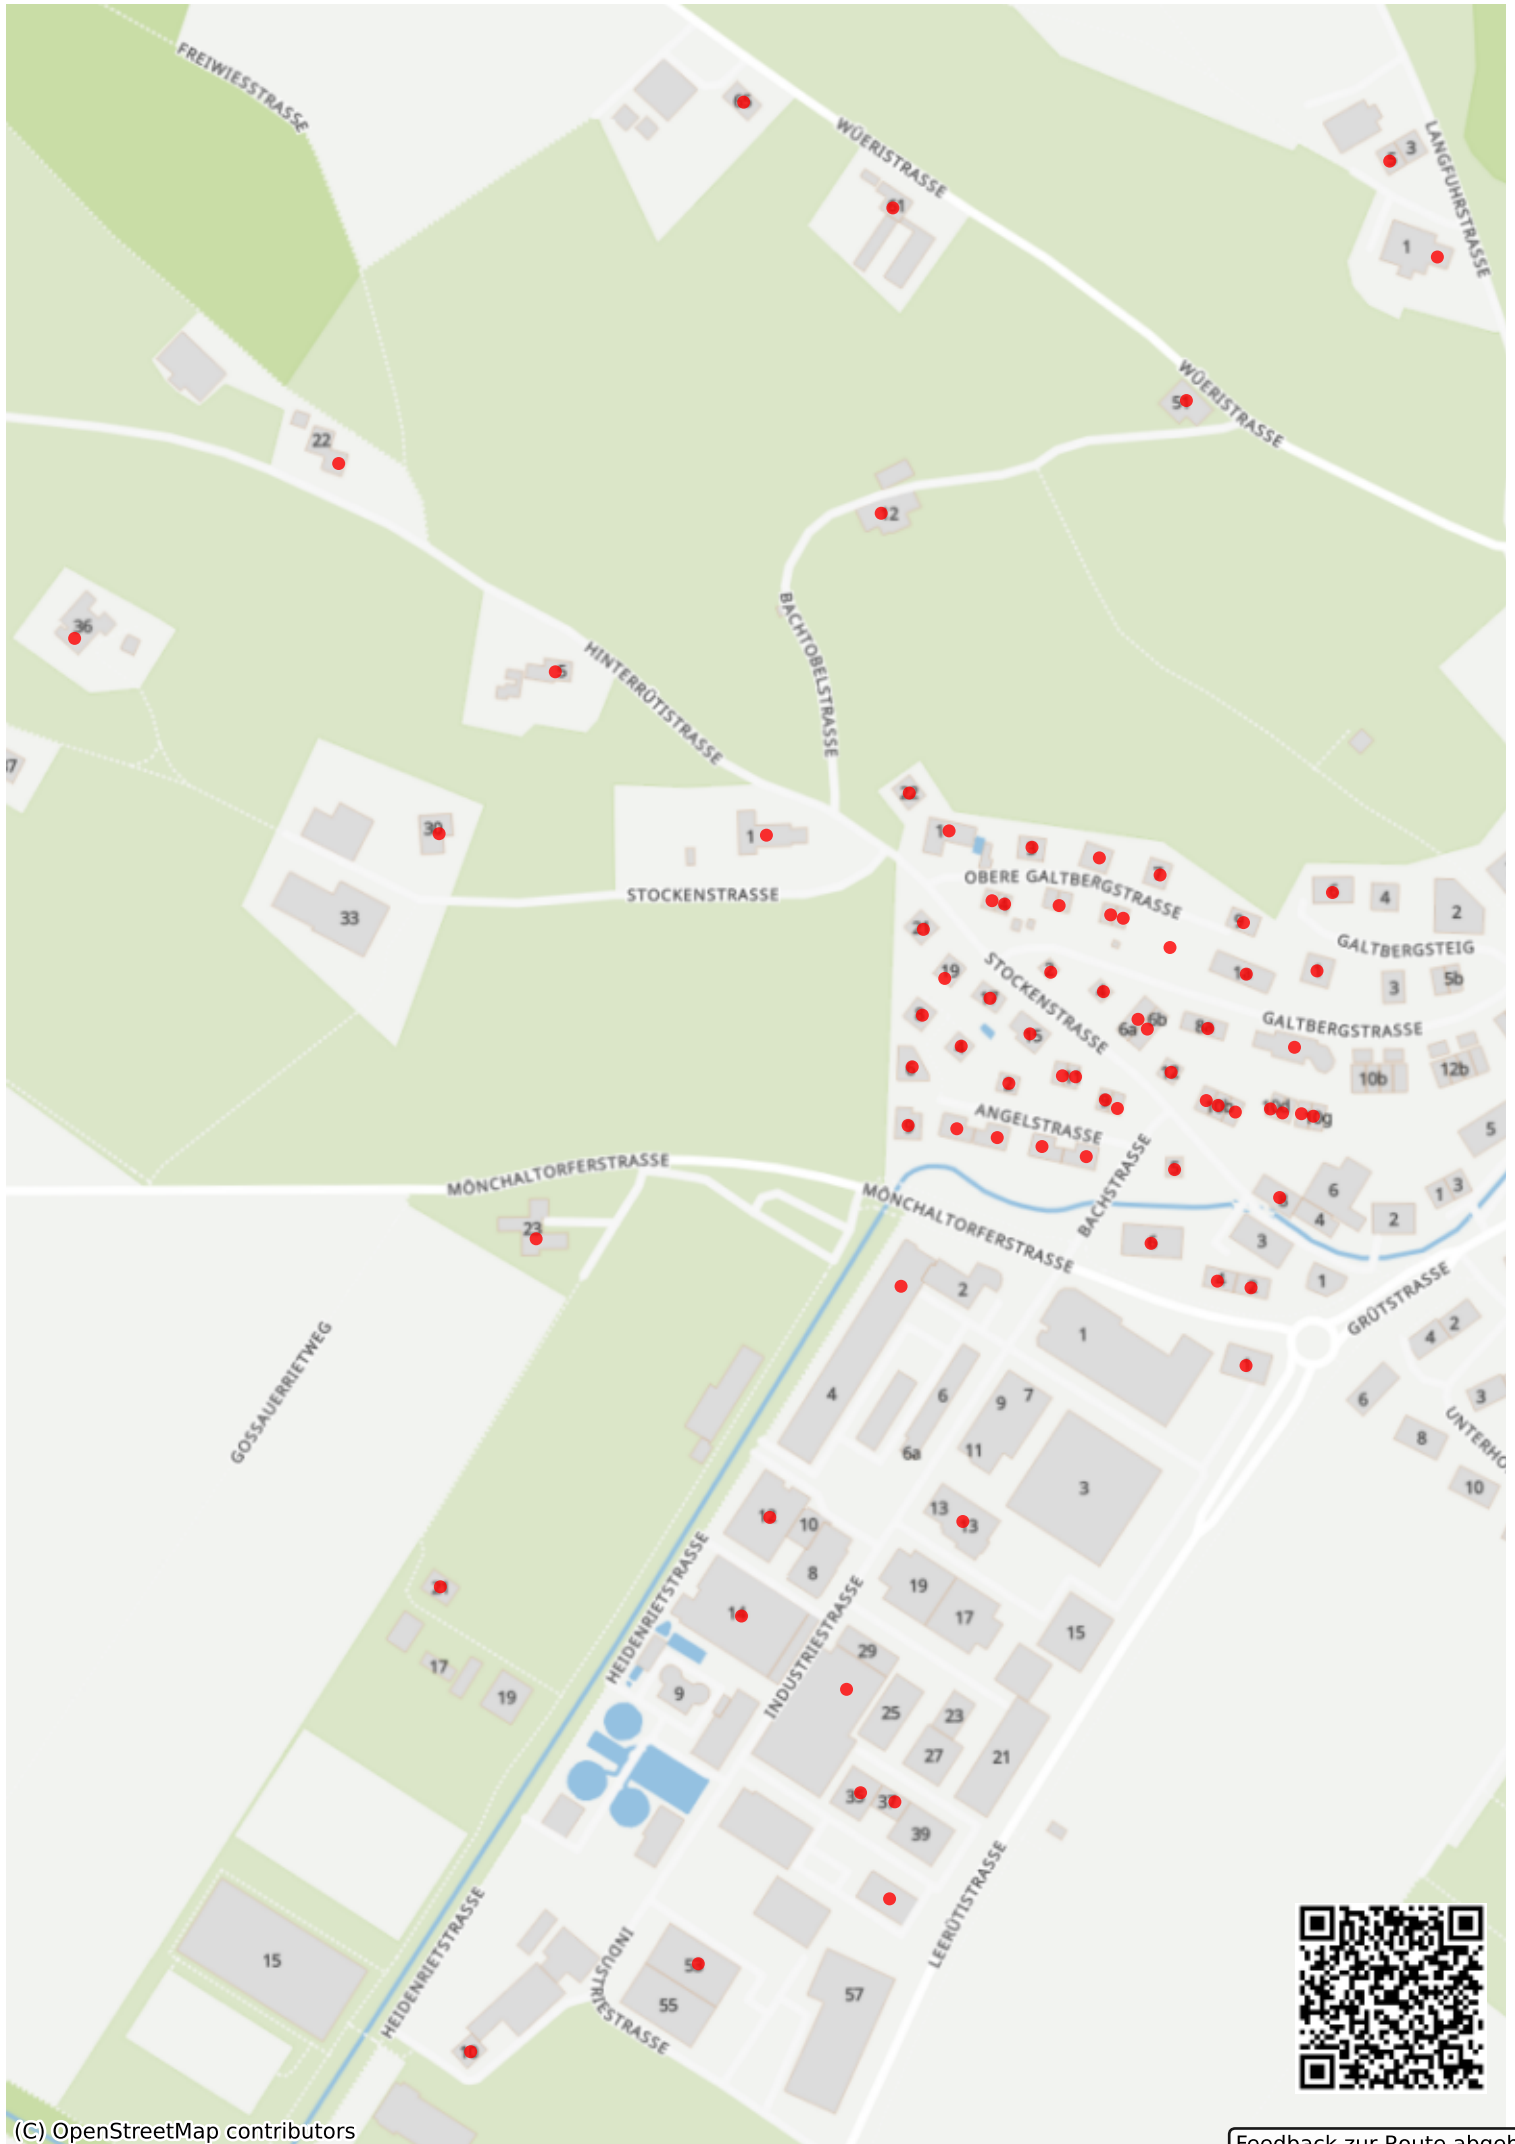 FREIWIESSTRASSE
WÜERISTRASSE
LANGFUHRSTRASSE
3
1
WÜERISTRASSE
22
BACHTOBELSTRASSE
36
HINTERRÜTISTRASSE
1
STOCKENSTRASSE
33
OBERE GALTBERGSTRASSE
4
2
GALTBERGSTEIG
19
STOCKENSTRASSE
3
5b
6b
6a
GALTBERGSTRASSE
10b
12b
ANGELSTRASSE
5
MÖNCHALTORFERSTRASSE
BACHSTRASSE
MÖNCHALTORFERSTRASSE
6
1
3
4
2
23
3
2
1
GRÜTSTRASSE
1
4
2
GOSSAUERRIETWEG
4
6
9
7
6
3
6a
11
8
UNTERHO
3
10
13
13
10
8
HEIDENRIETSTRASSE
19
17
15
INDUSTRIESTRASSE
29
17
19
9
25
23
27
21
39
LEERÜTISTRASSE
HEIDENRIETSTRASSE
15
INDUSTRIESTRASSE
55
57
(C) OpenStreetMap contributors